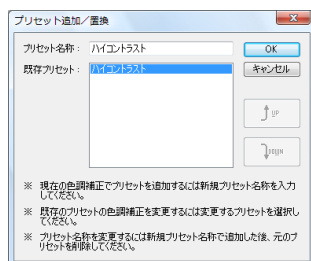 プリセット追加/置換
プリセット名称: ハイコントラスト
OK
既存プリセット: ハイコントラスト
キャンセル
UP
DOWN
※ 現在の色調補正でプリセットを追加するには新規プリセット名称を入力
してください。
※ 既存のプリセットの色調補正を変更するには変更するプリセットを選択し
てください。
※ プリセット名称を変更するには新規プリセット名称で追加した後、元のプ
リセットを削除してください。